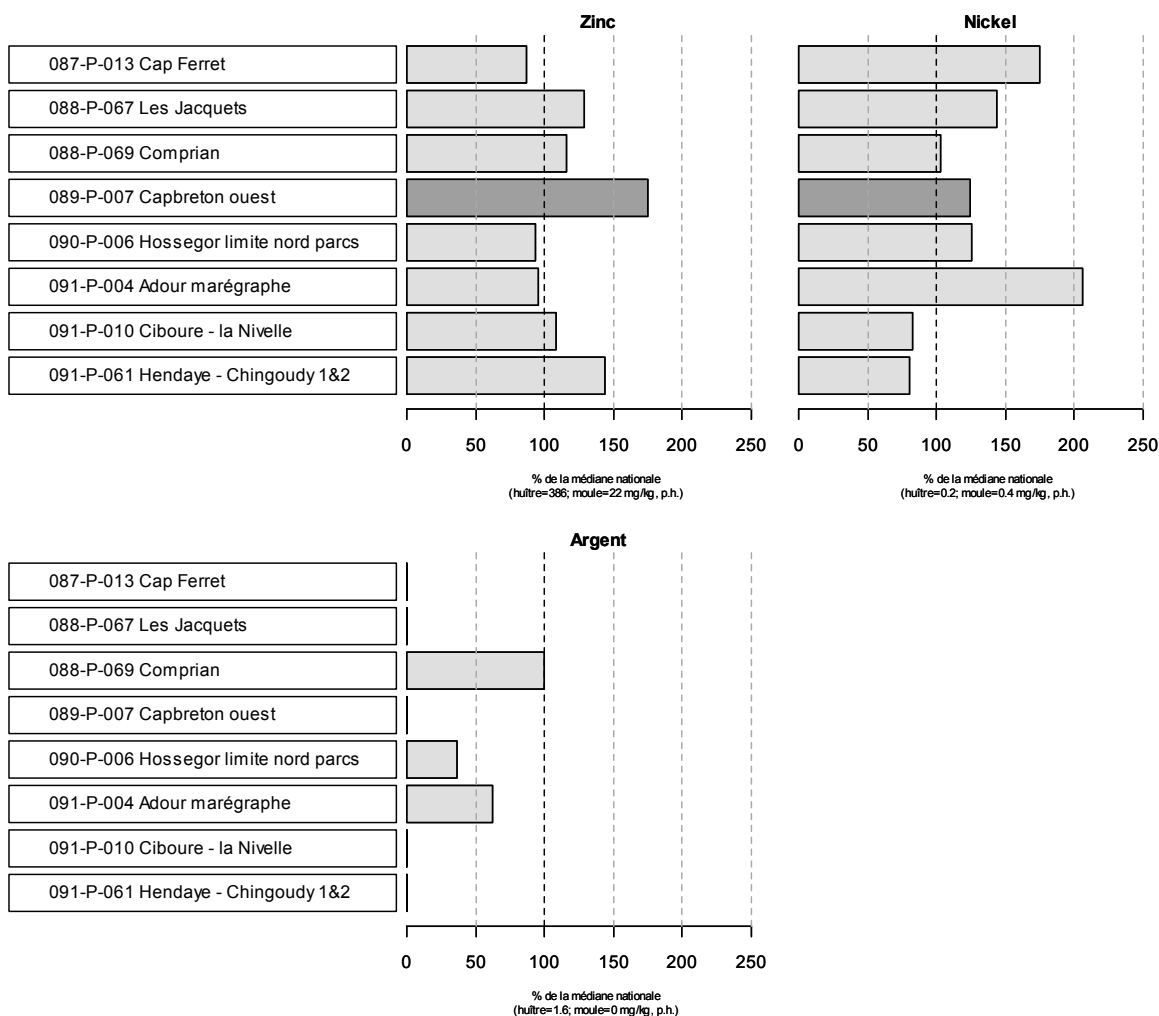 Zinc
Nickel
087-P-013 Cap Ferret
088-P-067 Les Jacquets
088-P-069 Comprian
089-P-007 Capbreton ouest
090-P-006 Hossegor limite nord parcs
091-P-004 Adour marégraphe
091-P-010 Ciboure - la Nivelle
091-P-061 Hendaye - Chingoudy 1&2
0 50 100 150 200 250
0 50 100 150 200 250
% de la médiane nationale
(huître=386; moule=22 mg/kg, p.h.)
% de la médiane nationale
(huître=0.2; moule=0.4 mg/kg, p.h.)
Argent
087-P-013 Cap Ferret
088-P-067 Les Jacquets
088-P-069 Comprian
089-P-007 Capbreton ouest
090-P-006 Hossegor limite nord parcs
091-P-004 Adour marégraphe
091-P-010 Ciboure - la Nivelle
091-P-061 Hendaye - Chingoudy 1&2
0 50 100 150 200 250
% de la médiane nationale
(huître=1.6; moule=0 mg/kg, p.h.)